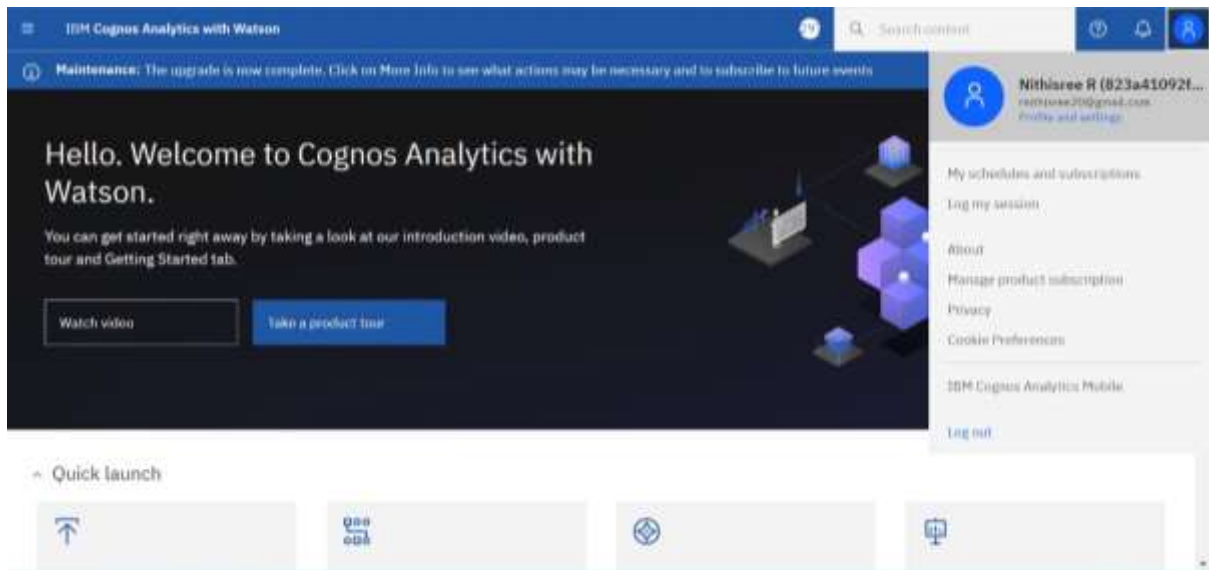 IBM Cognos Analytics with Watson
Search content
Maintenance: The upgrade is now complete. Click on More Info to see what actions may be necessary and to subscribe to future events
Nithisree R (823a41092f...
Profile and settings
Hello. Welcome to Cognos Analytics with
Watson.
You can get started right away by taking a look at our introduction video, product
tour and Getting Started tab.
Watch video
Take a product tour
My schedules and subscriptions
Log my session
About
Manage product subscription
Privacy
Cookie Preferences
IBM Cognos Analytics Mobile
Log out
Quick launch